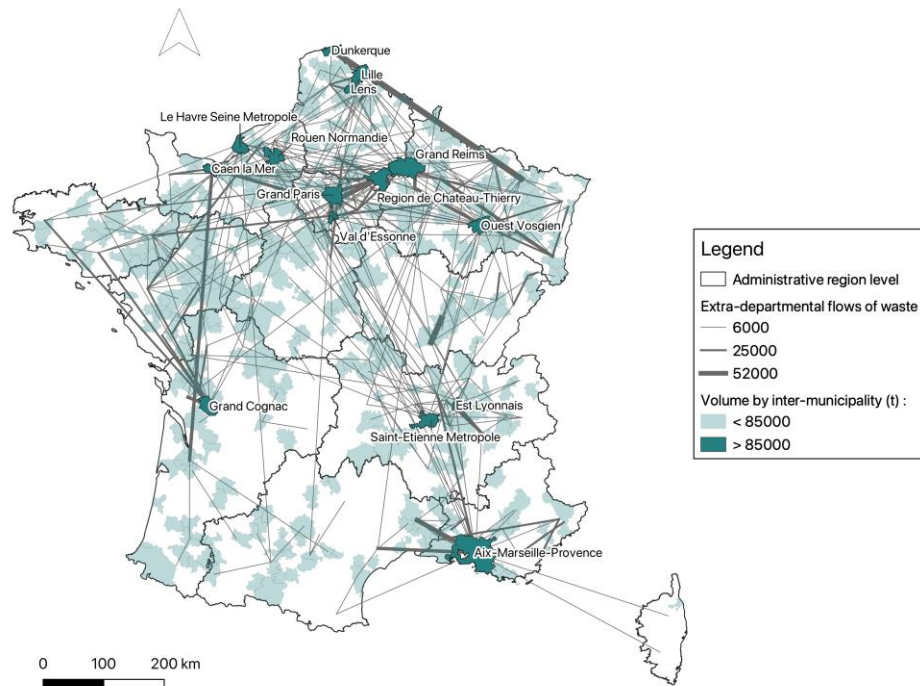 Dunkerque
Lille
Lens
Le Havre Seine Metropole
Rouen Normandie
Caen la Mer
Grand Reims
Grand Paris
Region de Chateau-Thierry
Ouest Vosgien
Val d'Essonne
Grand Cognac
Est Lyonnais
Saint-Etienne Metropole
Aix-Marseille-Provence
Legend
Administrative region level
Extra-departmental flows of waste
6000
25000
52000
Volume by inter-municipality (t) :
< 85000
> 85000
0 100 200 km